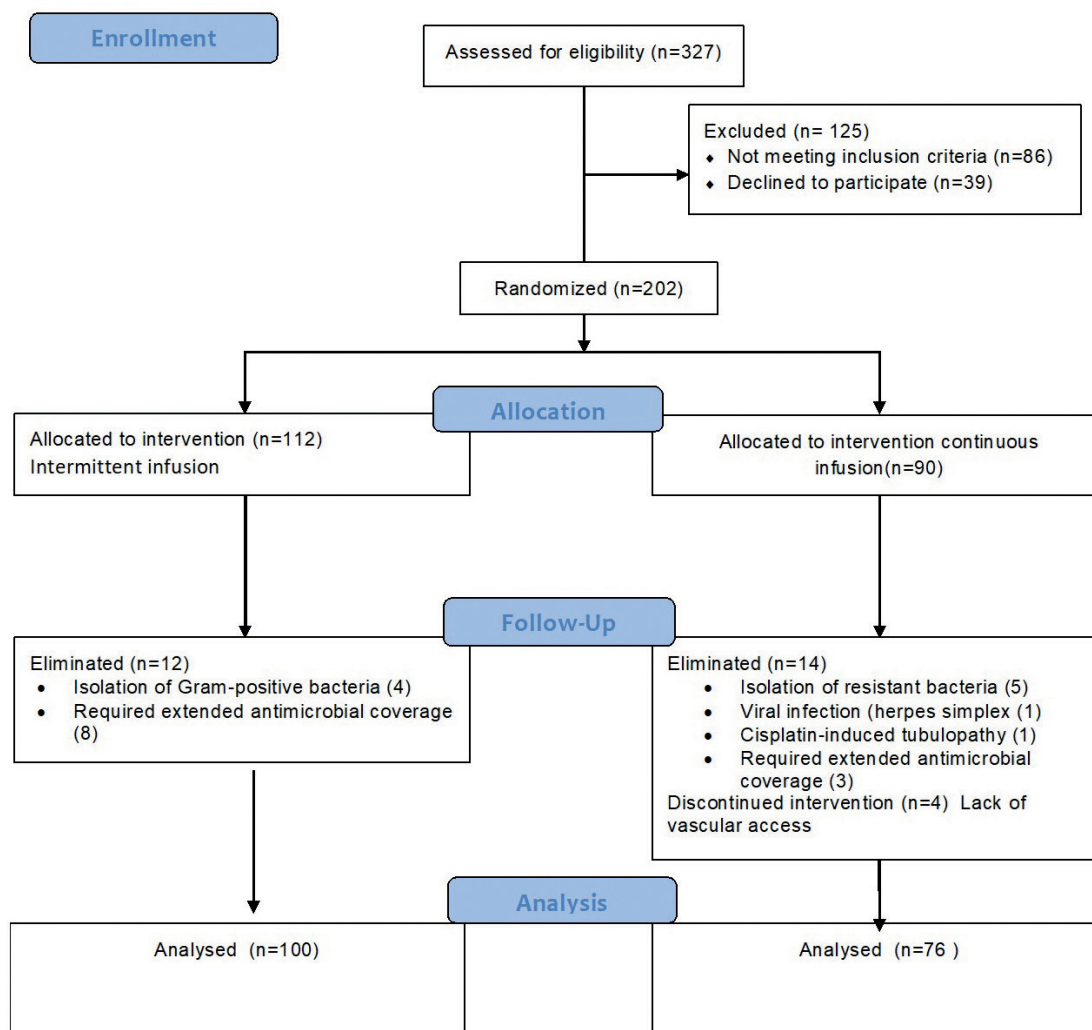 Enrollment
Assessed for eligibility (n=327)
Excluded (n= 125)
♦ Not meeting inclusion criteria (n=86)
♦ Declined to participate (n=39)
Randomized (n=202)
Allocation
Allocated to intervention (n=112)
Intermittent infusion
Allocated to intervention continuous
infusion(n=90)
Follow-Up
Eliminated (n=12)
• Isolation of Gram-positive bacteria (4)
• Required extended antimicrobial coverage
(8)
Eliminated (n=14)
• Isolation of resistant bacteria (5)
• Viral infection (herpes simplex (1)
• Cisplatin-induced tubulopathy (1)
• Required extended antimicrobial
coverage (3)
Discontinued intervention (n=4) Lack of
vascular access
Analysis
Analysed (n=100)
Analysed (n=76 )